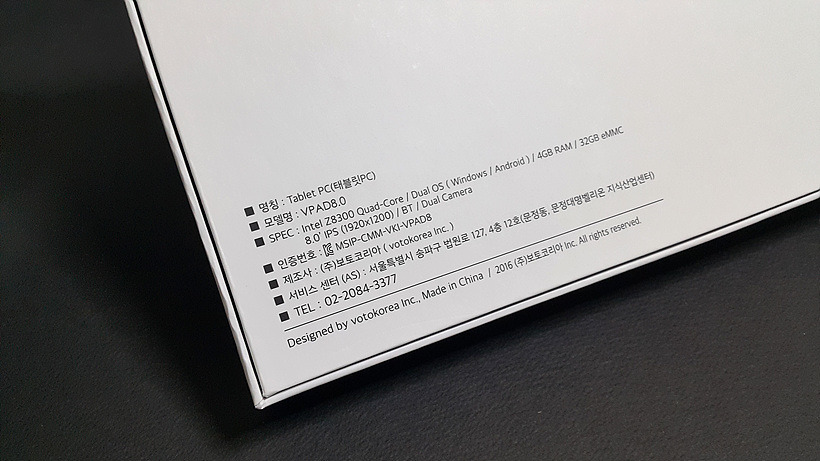 ■ 명칭 : Tablet PC(태블릿PC)
■ 모델명 : VPAD8.0
■ SPEC : Intel Z8300 Quad-Core / Dual OS ( Windows / Android ) / 4GB RAM / 32GB eMMC
8.0' IPS (1920x1200) / BT / Dual Camera
■ 인증번호 : MSIP-CMM-VKI-VPAD8
■ 제조사 : (주)보토코리아 ( votokorea Inc. )
■ 서비스 센터 (AS) : 서울특별시 송파구 법원로 127, 4층 12호(문정동, 문정대명벨리온 지식산업센터)
■ TEL : 02-2084-3377
Designed by votokorea Inc., Made in China / 2016 (주)보토코리아 Inc. All rights reserved.